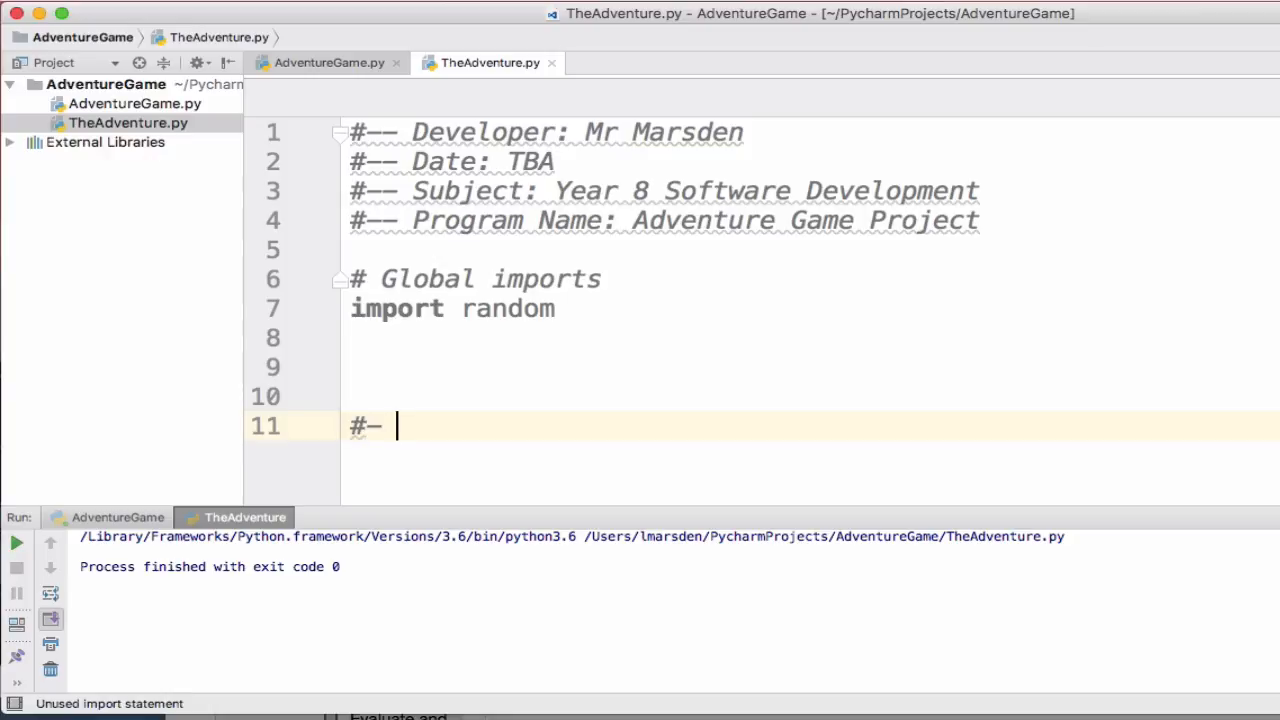 TheAdventure.py - AdventureGame - [~/PycharmProjects/AdventureGame]
AdventureGame TheAdventure.py
Project AdventureGame.py TheAdventure.py
AdventureGame ~/Pycharm
AdventureGame.py
TheAdventure.py
External Libraries
1 #-- Developer: Mr Marsden
2 #-- Date: TBA
3 #-- Subject: Year 8 Software Development
4 #-- Program Name: Adventure Game Project
5
6 # Global imports
7 import random
8
9
10
11 #-
Run: AdventureGame TheAdventure
/Library/Frameworks/Python.framework/Versions/3.6/bin/python3.6 /Users/lmarsden/PycharmProjects/AdventureGame/TheAdventure.py
Process finished with exit code 0
Unused import statement
Evaluate and